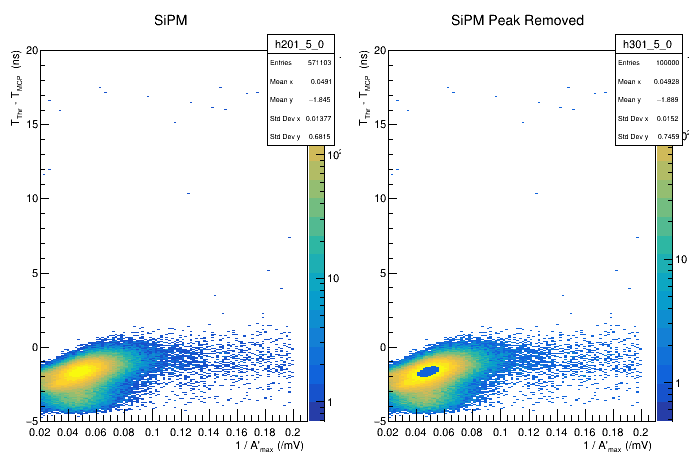 SiPM
h201_5_0
Entries 571103
Mean x 0.0491
Mean y −1.845
Std Dev x 0.01377
Std Dev y 0.6815
T_Thr - T_MCP (ns)
20
15
10
5
0
−5
0.02 0.04 0.06 0.08 0.1 0.12 0.14 0.16 0.18 0.2
1 / A'_max (/mV)
10²
10
1
SiPM Peak Removed
h301_5_0
Entries 100000
Mean x 0.04928
Mean y −1.869
Std Dev x 0.0152
Std Dev y 0.7459
T_Thr - T_MCP (ns)
20
15
10
5
0
−5
0.02 0.04 0.06 0.08 0.1 0.12 0.14 0.16 0.18 0.2
1 / A'_max (/mV)
10
1